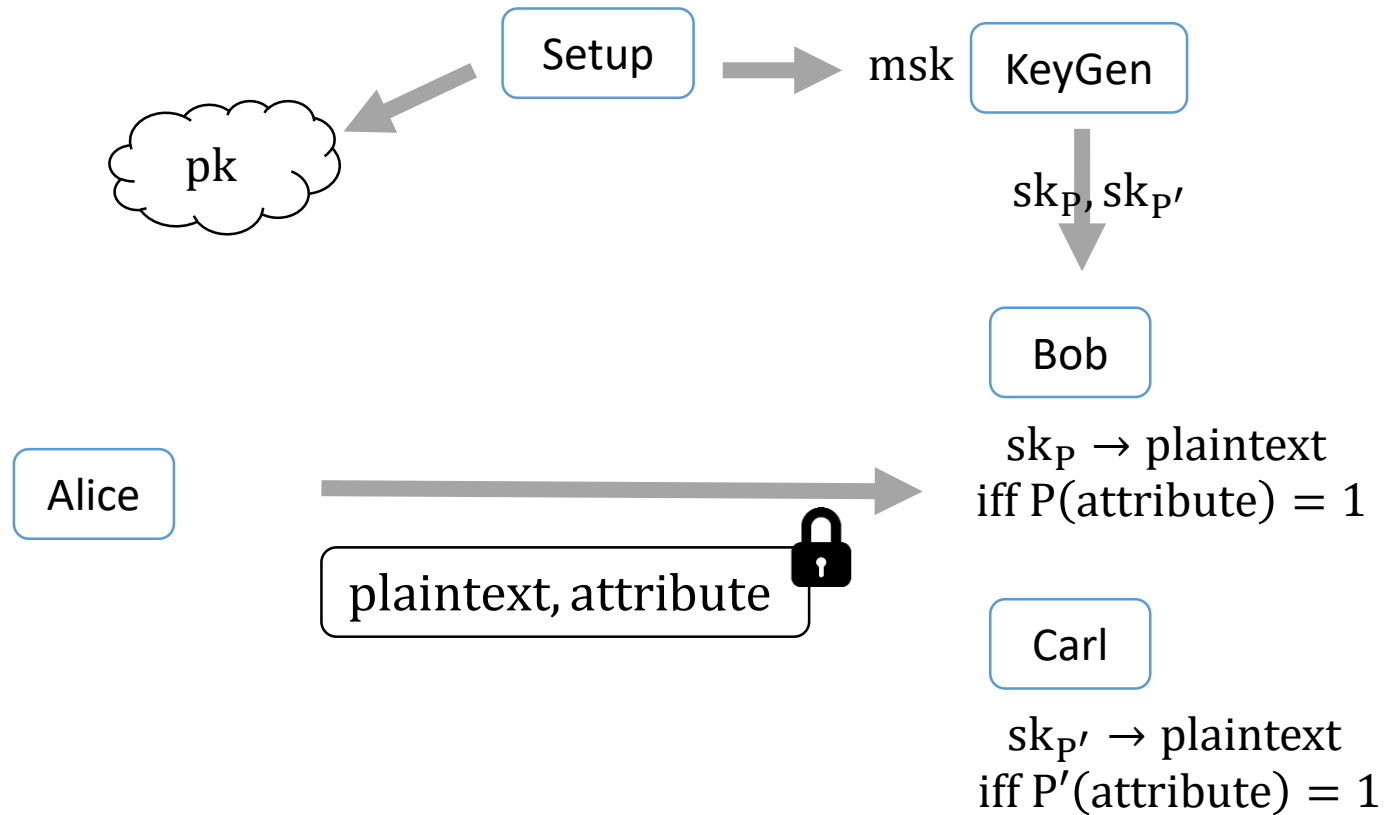 Setup
msk
KeyGen
pk
sk_P, sk_P′
Bob
sk_P → plaintext
iff P(attribute) = 1
Alice
plaintext, attribute
Carl
sk_P′ → plaintext
iff P′(attribute) = 1